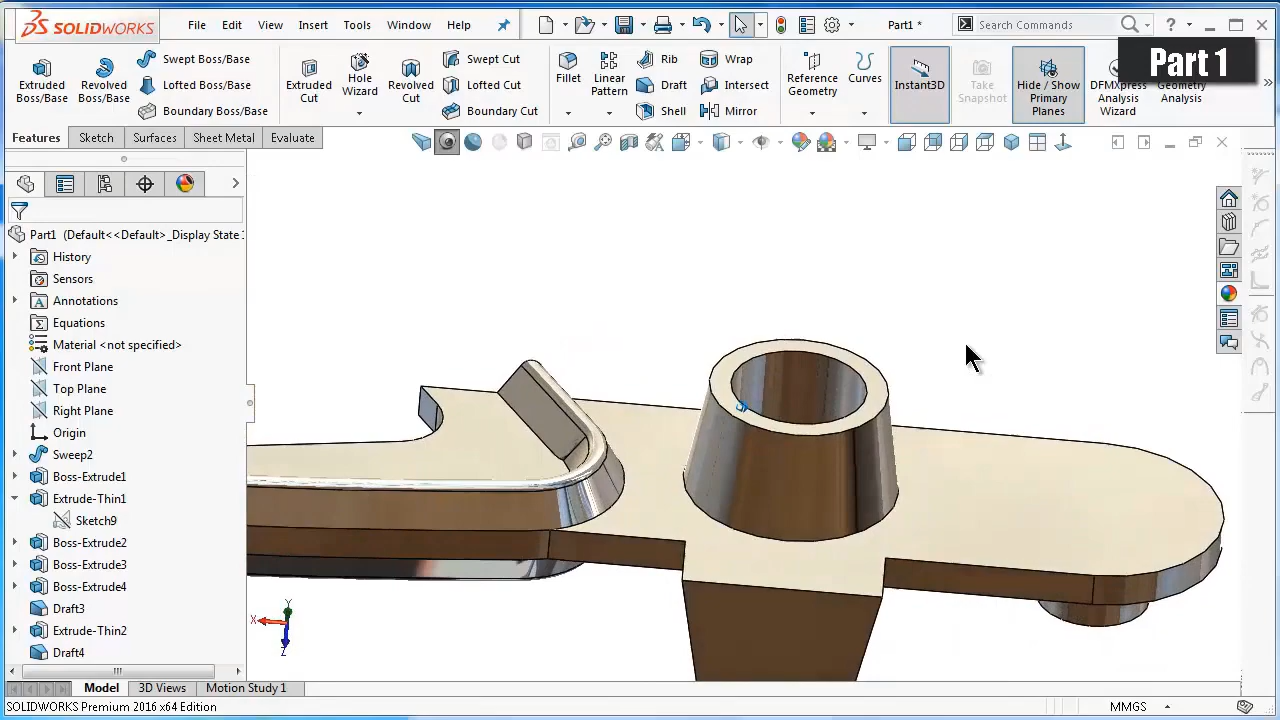 SOLIDWORKS File Edit View Insert Tools Window Help Part1 * Search Commands ?
Part 1
Extruded Boss/Base
Revolved Boss/Base
Swept Boss/Base
Lofted Boss/Base
Boundary Boss/Base
Extruded Cut
Hole Wizard
Revolved Cut
Swept Cut
Lofted Cut
Boundary Cut
Fillet
Linear Pattern
Rib
Draft
Shell
Wrap
Intersect
Mirror
Reference Geometry
Curves
Instant3D
Take Snapshot
Hide / Show Primary Planes
DFMXpress Analysis Wizard
Geometry Analysis
Features Sketch Surfaces Sheet Metal Evaluate
Part1 (Default<<Default>_Display State
History
Sensors
Annotations
Equations
Material <not specified>
Front Plane
Top Plane
Right Plane
Origin
Sweep2
Boss-Extrude1
Extrude-Thin1
Sketch9
Boss-Extrude2
Boss-Extrude3
Boss-Extrude4
Draft3
Extrude-Thin2
Draft4
Y
X
Z
Model 3D Views Motion Study 1
SOLIDWORKS Premium 2016 x64 Edition MMGS